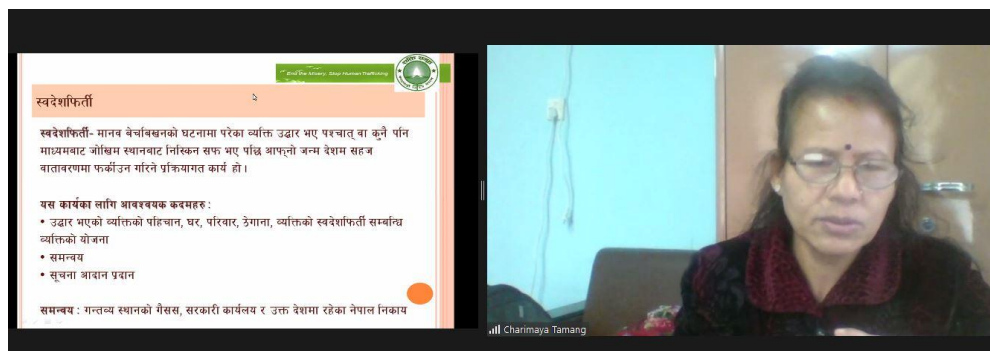 End the Misery, Stop Human Trafficking
स्वदेशफिर्ती
स्वदेशफिर्ती- मानव बेचबिखनको घटनामा परेका व्यक्ति उद्धार भए पश्चात् वा कुनै पनि
माध्यमबाट जोखिम स्थानबाट निस्किन सफ भए पछि आफ्नो जन्म देशम सहज
वातावरणमा फर्काउन गरिने प्रक्रियागत कार्य हो।
यस कार्यका लागि आवश्यक कदमहरु :
• उद्धार भएको व्यक्तिको पहिचान, घर, परिवार, ठेगाना, व्यक्तिको स्वदेशफिर्ती सम्बन्धि
व्यक्तिको योजना
• समन्वय
• सूचना आदान प्रदान
समन्वय : गन्तव्य स्थानको गैसस, सरकारी कार्यलय र उक्त देशमा रहेका नेपाल निकाय
Charimaya Tamang